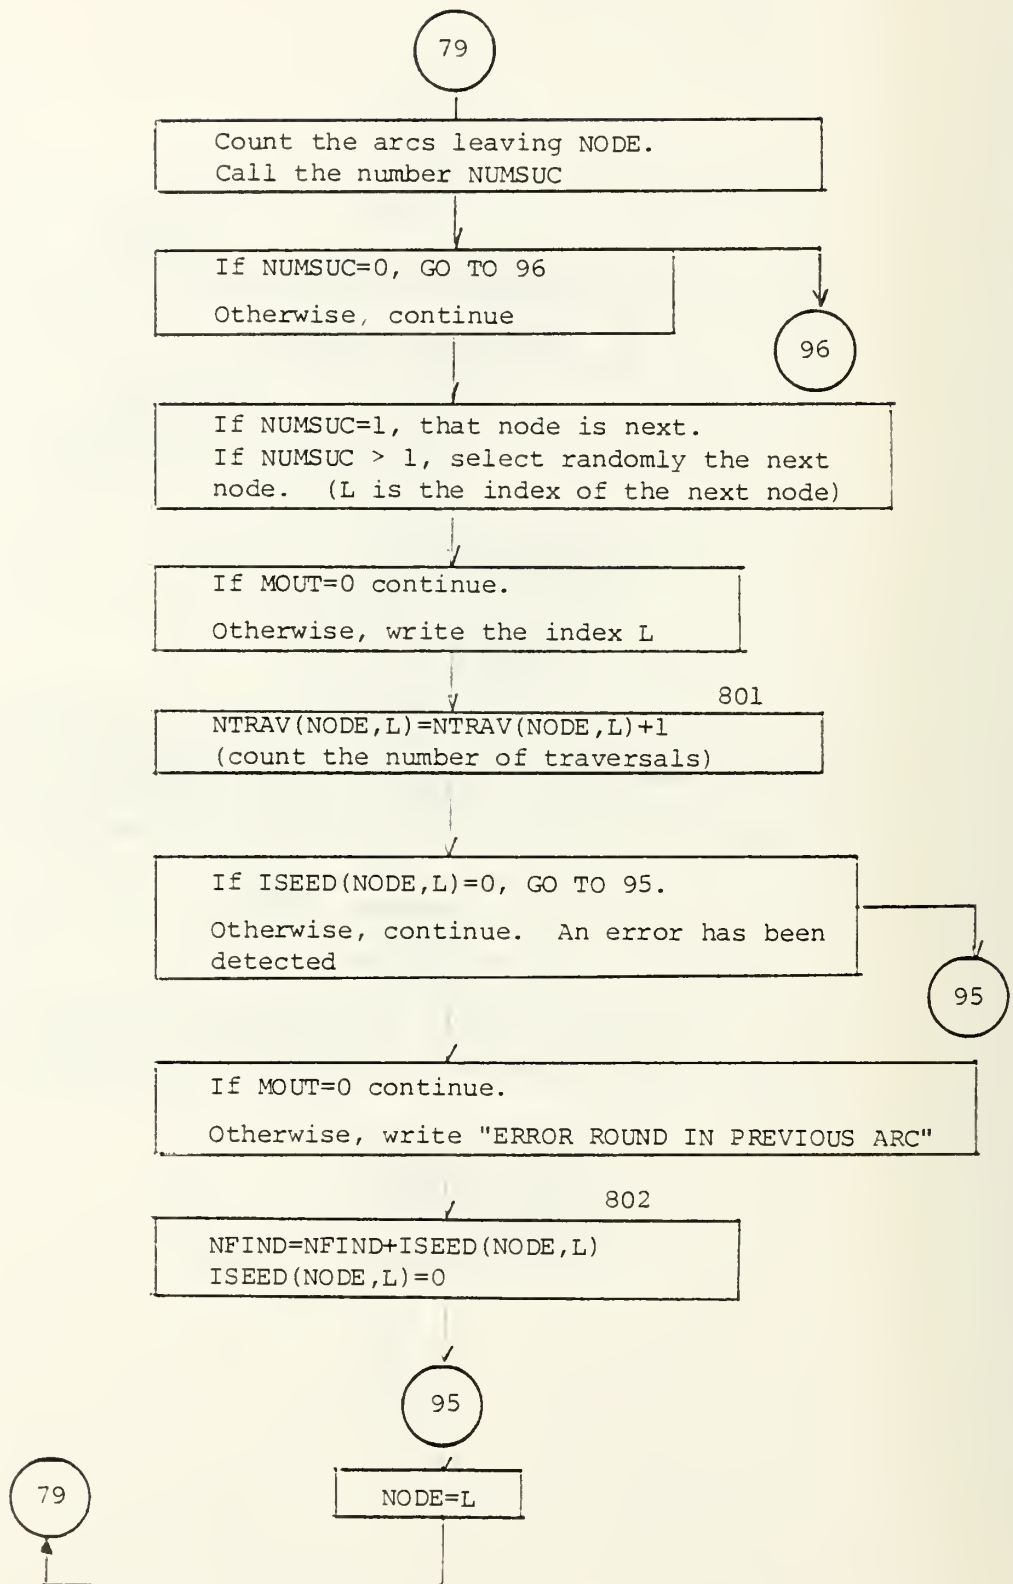 79
Count the arcs leaving NODE.
Call the number NUMSUC
If NUMSUC=0, GO TO 96
Otherwise, continue
96
If NUMSUC=1, that node is next.
If NUMSUC > 1, select randomly the next
node. (L is the index of the next node)
If MOUT=0 continue.
Otherwise, write the index L
801
NTRAV(NODE,L)=NTRAV(NODE,L)+1
(count the number of traversals)
If ISEED(NODE,L)=0, GO TO 95.
Otherwise, continue. An error has been
detected
95
If MOUT=0 continue.
Otherwise, write "ERROR ROUND IN PREVIOUS ARC"
802
NFIND=NFIND+ISEED(NODE,L)
ISEED(NODE,L)=0
95
79
NODE=L